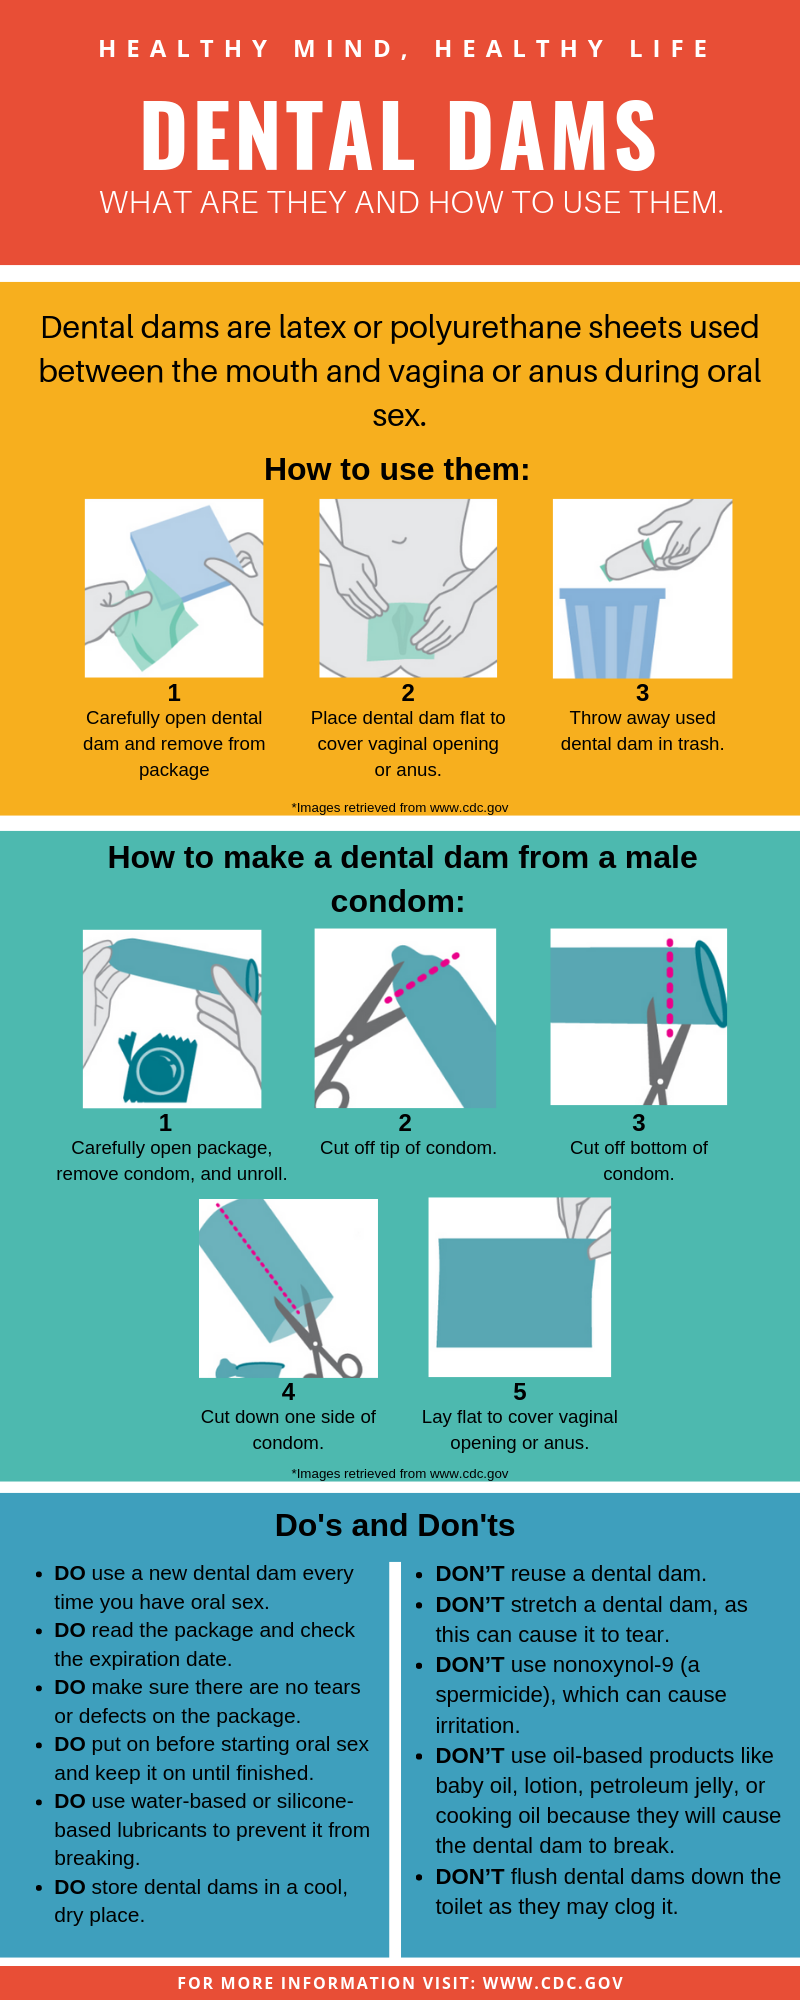 HEALTHY MIND, HEALTHY LIFE
DENTAL DAMS
WHAT ARE THEY AND HOW TO USE THEM.
Dental dams are latex or polyurethane sheets used
between the mouth and vagina or anus during oral
sex.
How to use them:
1
Carefully open dental
dam and remove from
package
2
Place dental dam flat to
cover vaginal opening
or anus.
3
Throw away used
dental dam in trash.
*Images retrieved from www.cdc.gov
How to make a dental dam from a male
condom:
1
Carefully open package,
remove condom, and unroll.
2
Cut off tip of condom.
3
Cut off bottom of
condom.
4
Cut down one side of
condom.
5
Lay flat to cover vaginal
opening or anus.
*Images retrieved from www.cdc.gov
Do's and Don'ts
• DO use a new dental dam every
time you have oral sex.
• DO read the package and check
the expiration date.
• DO make sure there are no tears
or defects on the package.
• DO put on before starting oral sex
and keep it on until finished.
• DO use water-based or silicone-
based lubricants to prevent it from
breaking.
• DO store dental dams in a cool,
dry place.
• DON’T reuse a dental dam.
• DON’T stretch a dental dam, as
this can cause it to tear.
• DON’T use nonoxynol-9 (a
spermicide), which can cause
irritation.
• DON’T use oil-based products like
baby oil, lotion, petroleum jelly, or
cooking oil because they will cause
the dental dam to break.
• DON’T flush dental dams down the
toilet as they may clog it.
FOR MORE INFORMATION VISIT: WWW.CDC.GOV